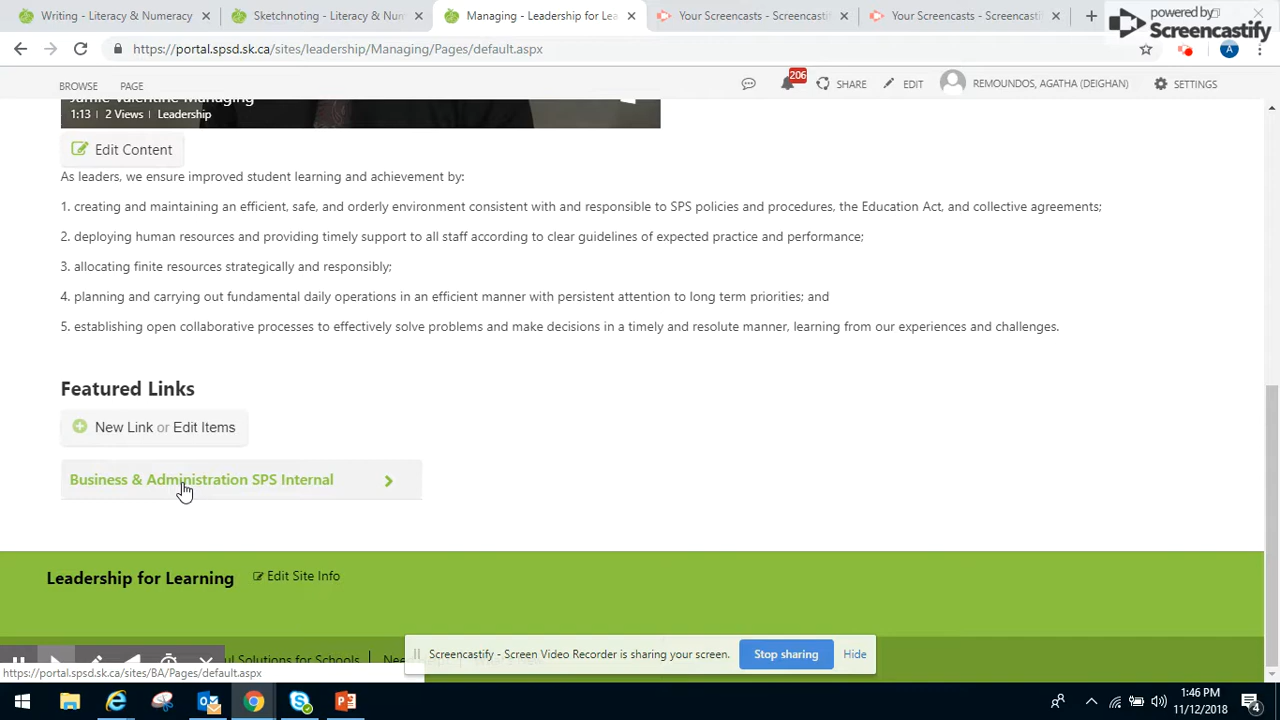 Writing - Literacy & Numeracy
Sketchnoting - Literacy & Num
Managing - Leadership for Lea
Your Screencasts - Screencastif
Your Screencasts - Screencastif
powered by
Screencastify
https://portal.spsd.sk.ca/sites/leadership/Managing/Pages/default.aspx
A
BROWSE
PAGE
206
SHARE
EDIT
REMOUNDOS, AGATHA (DEIGHAN)
SETTINGS
Jamie Valentine Managing
1:13 | 2 Views | Leadership
Edit Content
As leaders, we ensure improved student learning and achievement by:
1. creating and maintaining an efficient, safe, and orderly environment consistent with and responsible to SPS policies and procedures, the Education Act, and collective agreements;
2. deploying human resources and providing timely support to all staff according to clear guidelines of expected practice and performance;
3. allocating finite resources strategically and responsibly;
4. planning and carrying out fundamental daily operations in an efficient manner with persistent attention to long term priorities; and
5. establishing open collaborative processes to effectively solve problems and make decisions in a timely and resolute manner, learning from our experiences and challenges.
Featured Links
New Link or Edit Items
Business & Administration SPS Internal
Leadership for Learning
Edit Site Info
Screencastify - Screen Video Recorder is sharing your screen.
Stop sharing
Hide
Solutions for Schools
https://portal.spsd.sk.ca/sites/BA/Pages/default.aspx
1:46 PM
11/12/2018
4